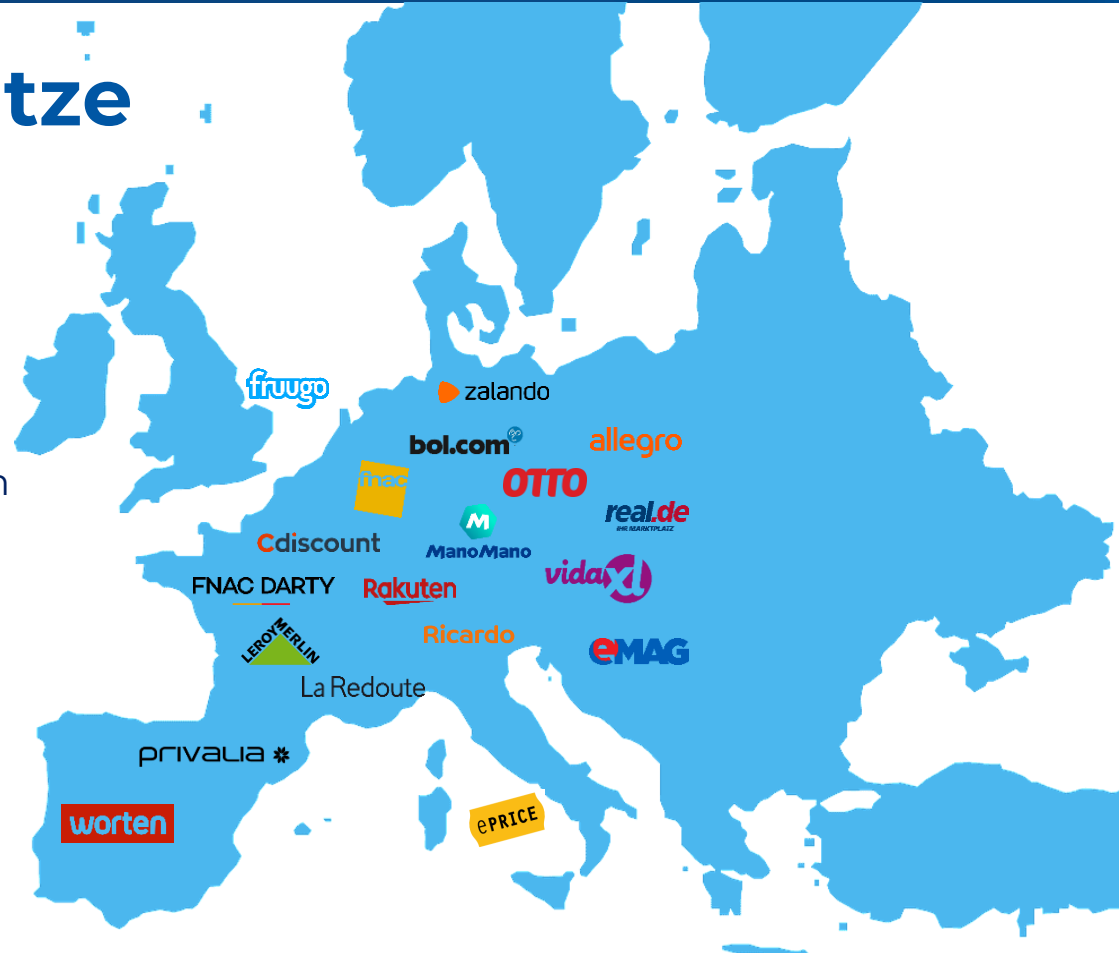 tze
fruugo
zalando
bol.com
allegro
n
fnac
OTTO
real.de
IHR MARKTPLATZ
M
ManoMano
Cdiscount
vidaXL
FNAC DARTY
Rakuten
LEROY MERLIN
Ricardo
eMAG
La Redoute
PRIVALIA
worten
ePRICE